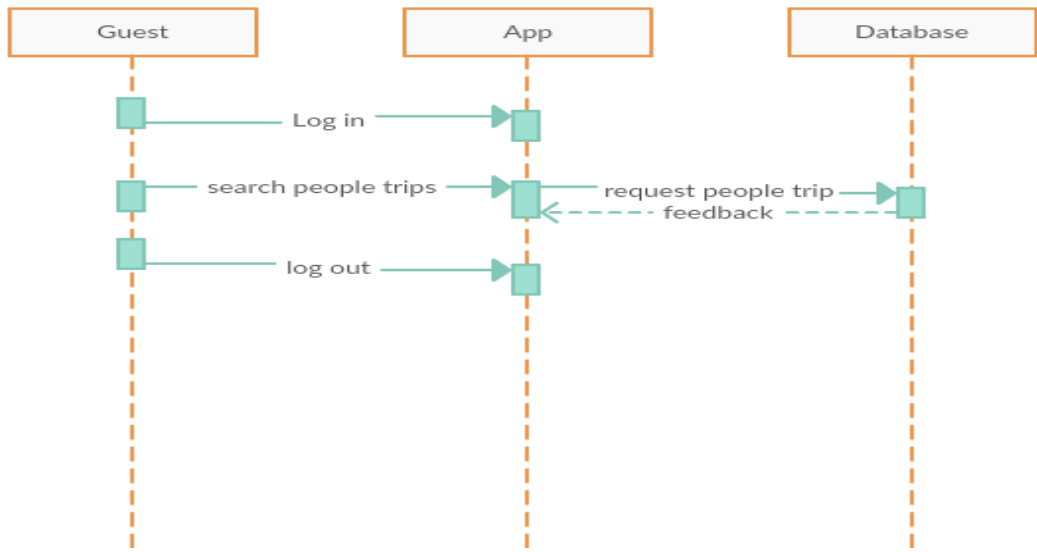 Guest
App
Database
Log in
search people trips
request people trip
feedback
log out